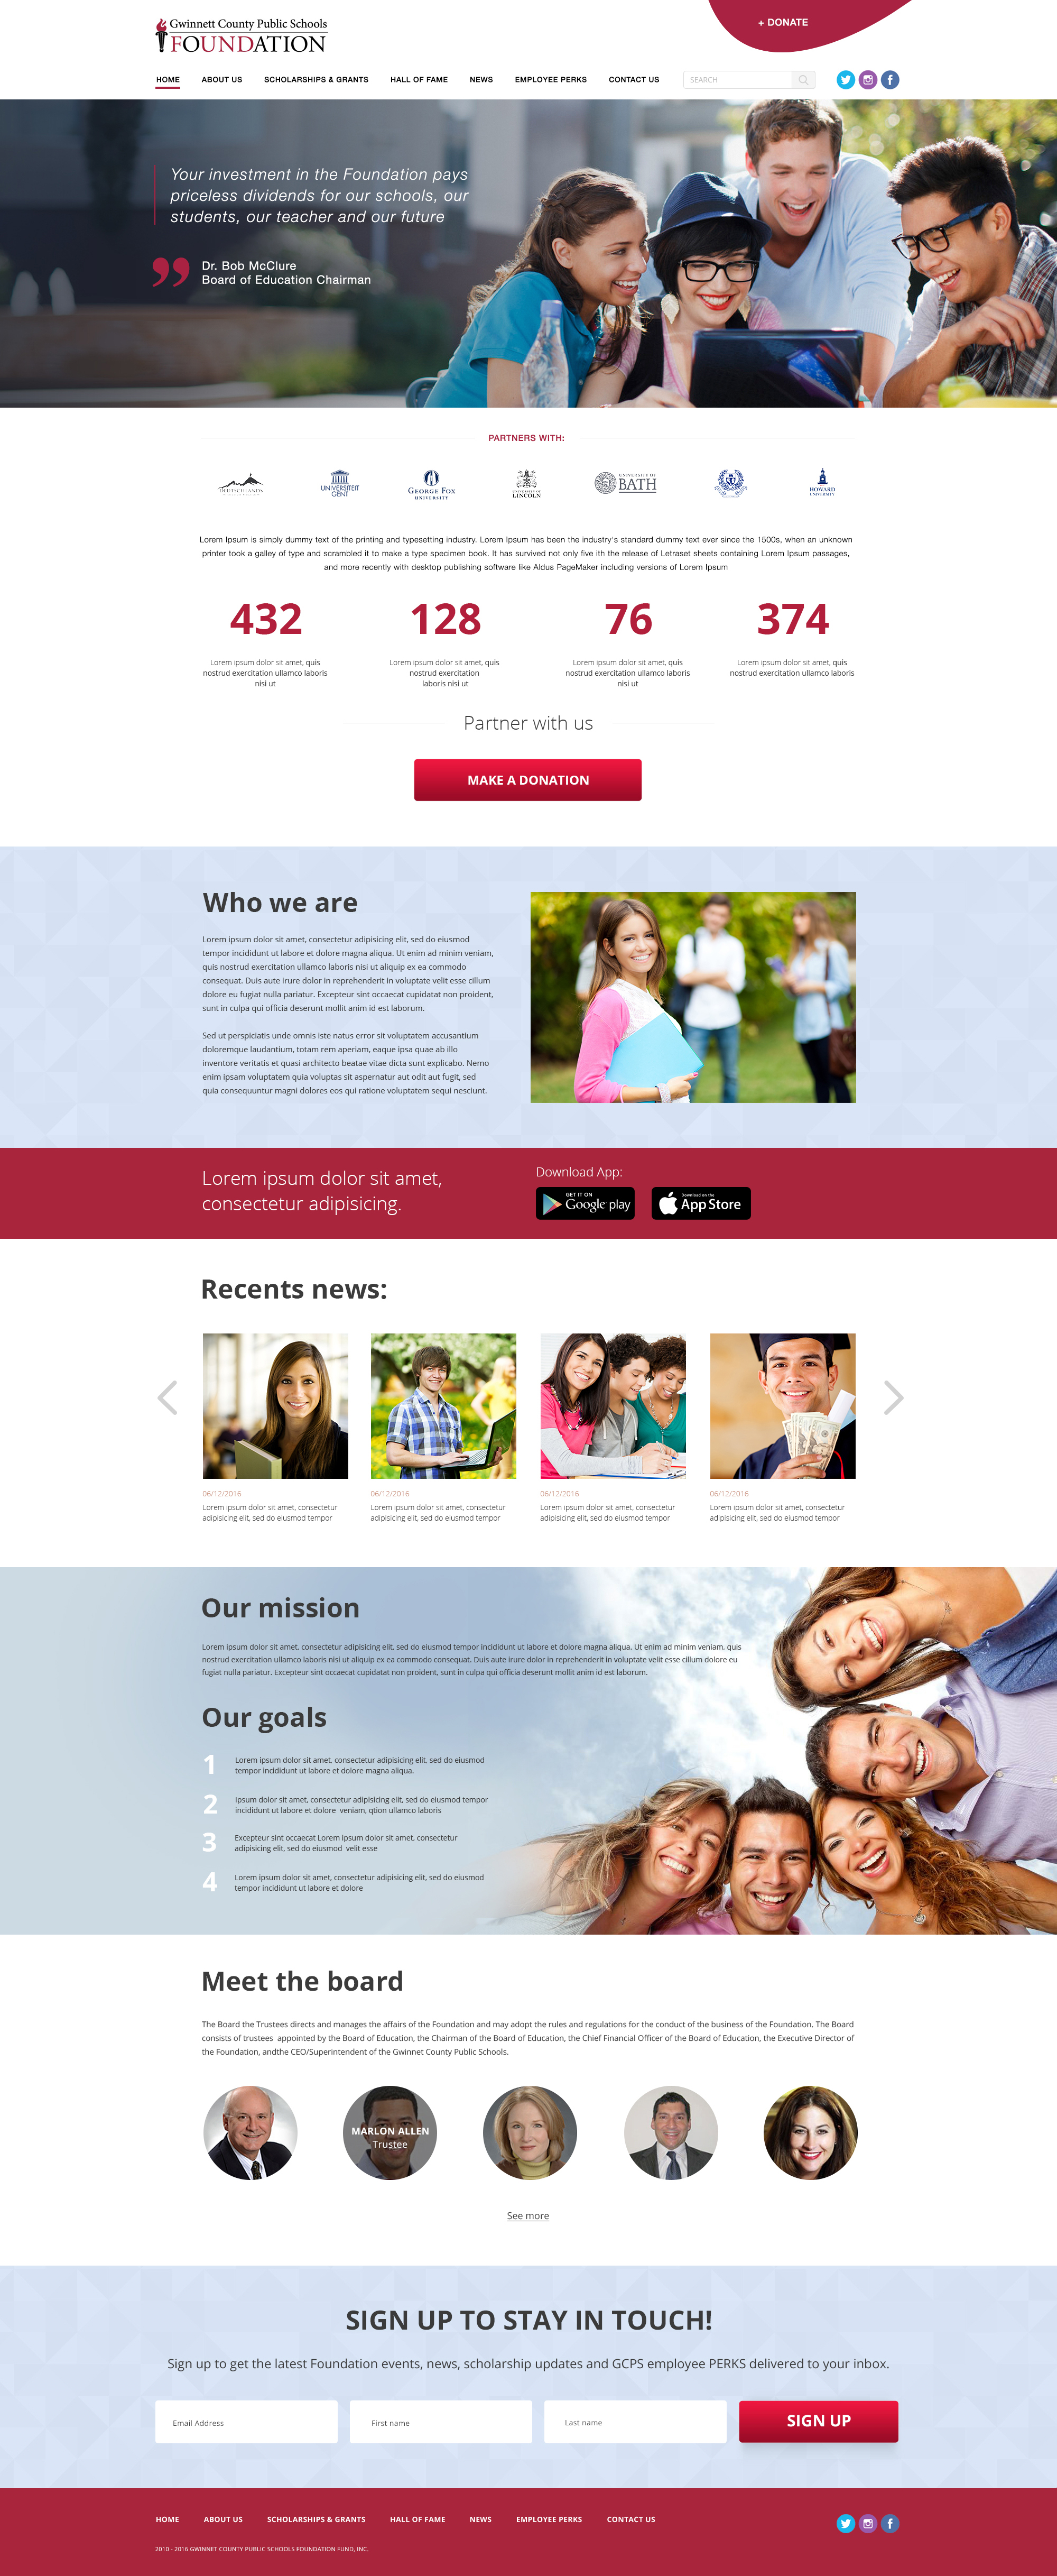 Gwinnett County Public Schools
FOUNDATION
+ DONATE
HOME ABOUT US SCHOLARSHIPS & GRANTS HALL OF FAME NEWS EMPLOYEE PERKS CONTACT US SEARCH
Your investment in the Foundation pays
priceless dividends for our schools, our
students, our teacher and our future
Dr. Bob McClure
Board of Education Chairman
PARTNERS WITH:
UNIVERSITEIT
GENT
GEORGE FOX
UNIVERSITY
UNIVERSITY OF
LINCOLN
UNIVERSITY OF
BATH
HOWARD
UNIVERSITY
Lorem Ipsum is simply dummy text of the printing and typesetting industry. Lorem Ipsum has been the industry's standard dummy text ever since the 1500s, when an unknown
printer took a galley of type and scrambled it to make a type specimen book. It has survived not only five ith the release of Letraset sheets containing Lorem Ipsum passages,
and more recently with desktop publishing software like Aldus PageMaker including versions of Lorem Ipsum
432
Lorem ipsum dolor sit amet, quis
nostrud exercitation ullamco laboris
nisi ut
128
Lorem ipsum dolor sit amet, quis
nostrud exercitation
laboris nisi ut
76
Lorem ipsum dolor sit amet, quis
nostrud exercitation ullamco laboris
nisi ut
374
Lorem ipsum dolor sit amet, quis
nostrud exercitation ullamco laboris
Partner with us
MAKE A DONATION
Who we are
Lorem ipsum dolor sit amet, consectetur adipisicing elit, sed do eiusmod
tempor incididunt ut labore et dolore magna aliqua. Ut enim ad minim veniam,
quis nostrud exercitation ullamco laboris nisi ut aliquip ex ea commodo
consequat. Duis aute irure dolor in reprehenderit in voluptate velit esse cillum
dolore eu fugiat nulla pariatur. Excepteur sint occaecat cupidatat non proident,
sunt in culpa qui officia deserunt mollit anim id est laborum.
Sed ut perspiciatis unde omnis iste natus error sit voluptatem accusantium
doloremque laudantium, totam rem aperiam, eaque ipsa quae ab illo
inventore veritatis et quasi architecto beatae vitae dicta sunt explicabo. Nemo
enim ipsam voluptatem quia voluptas sit aspernatur aut odit aut fugit, sed
quia consequuntur magni dolores eos qui ratione voluptatem sequi nesciunt.
Lorem ipsum dolor sit amet,
consectetur adipisicing.
Download App:
GET IT ON
Google play
Download on the
App Store
Recents news:
06/12/2016
Lorem ipsum dolor sit amet, consectetur
adipisicing elit, sed do eiusmod tempor
06/12/2016
Lorem ipsum dolor sit amet, consectetur
adipisicing elit, sed do eiusmod tempor
06/12/2016
Lorem ipsum dolor sit amet, consectetur
adipisicing elit, sed do eiusmod tempor
06/12/2016
Lorem ipsum dolor sit amet, consectetur
adipisicing elit, sed do eiusmod tempor
Our mission
Lorem ipsum dolor sit amet, consectetur adipisicing elit, sed do eiusmod tempor incididunt ut labore et dolore magna aliqua. Ut enim ad minim veniam, quis
nostrud exercitation ullamco laboris nisi ut aliquip ex ea commodo consequat. Duis aute irure dolor in reprehenderit in voluptate velit esse cillum dolore eu
fugiat nulla pariatur. Excepteur sint occaecat cupidatat non proident, sunt in culpa qui officia deserunt mollit anim id est laborum.
Our goals
1 Lorem ipsum dolor sit amet, consectetur adipisicing elit, sed do eiusmod
tempor incididunt ut labore et dolore magna aliqua.
2 Ipsum dolor sit amet, consectetur adipisicing elit, sed do eiusmod tempor
incididunt ut labore et dolore veniam, qtion ullamco laboris
3 Excepteur sint occaecat Lorem ipsum dolor sit amet, consectetur
adipisicing elit, sed do eiusmod velit esse
4 Lorem ipsum dolor sit amet, consectetur adipisicing elit, sed do eiusmod
tempor incididunt ut labore et dolore
Meet the board
The Board the Trustees directs and manages the affairs of the Foundation and may adopt the rules and regulations for the conduct of the business of the Foundation. The Board
consists of trustees appointed by the Board of Education, the Chairman of the Board of Education, the Chief Financial Officer of the Board of Education, the Executive Director of
the Foundation, andthe CEO/Superintendent of the Gwinnet County Public Schools.
MARLON ALLEN
Trustee
See more
SIGN UP TO STAY IN TOUCH!
Sign up to get the latest Foundation events, news, scholarship updates and GCPS employee PERKS delivered to your inbox.
Email Address First name Last name SIGN UP
HOME ABOUT US SCHOLARSHIPS & GRANTS HALL OF FAME NEWS EMPLOYEE PERKS CONTACT US
2010 - 2016 GWINNET COUNTY PUBLIC SCHOOLS FOUNDATION FUND, INC.